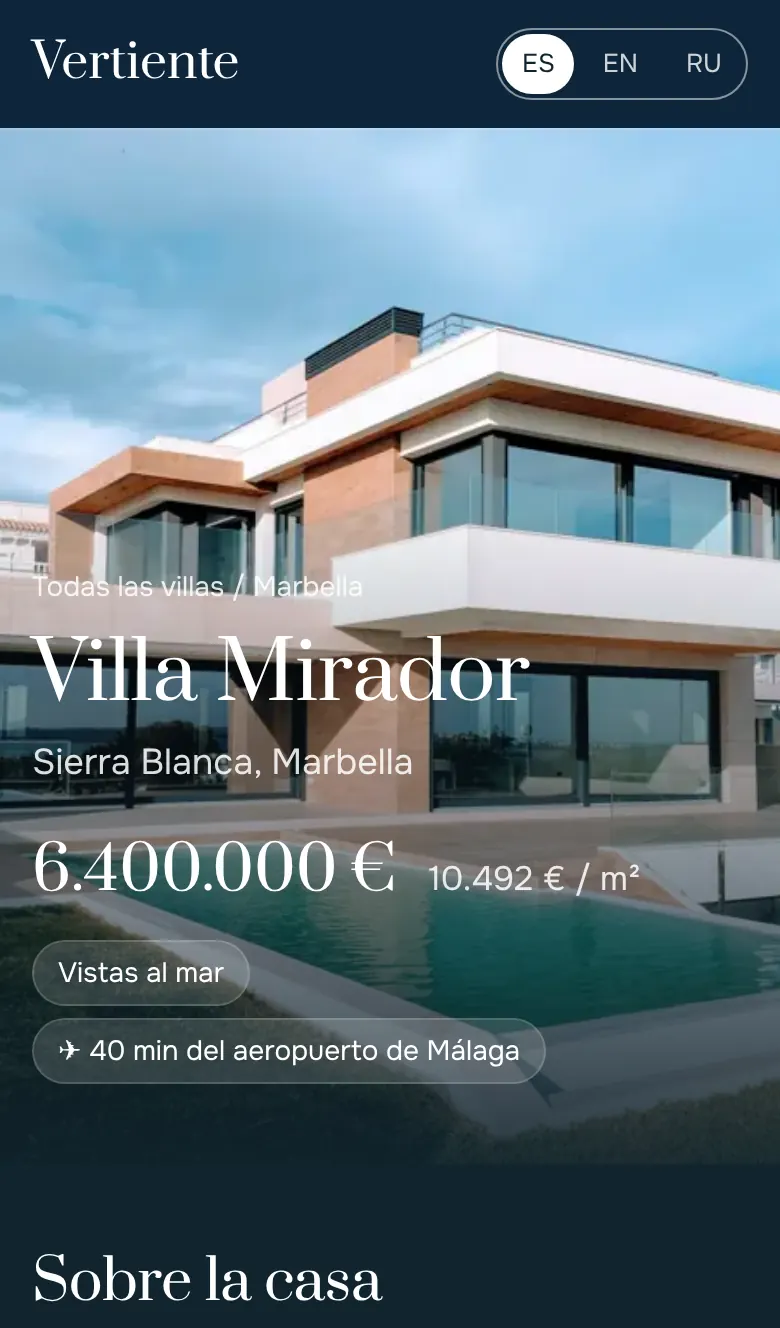 Vertiente
ES EN RU
Todas las villas / Marbella
Villa Mirador
Sierra Blanca, Marbella
6.400.000 € 10.492 € / m²
Vistas al mar
✈ 40 min del aeropuerto de Málaga
Sobre la casa